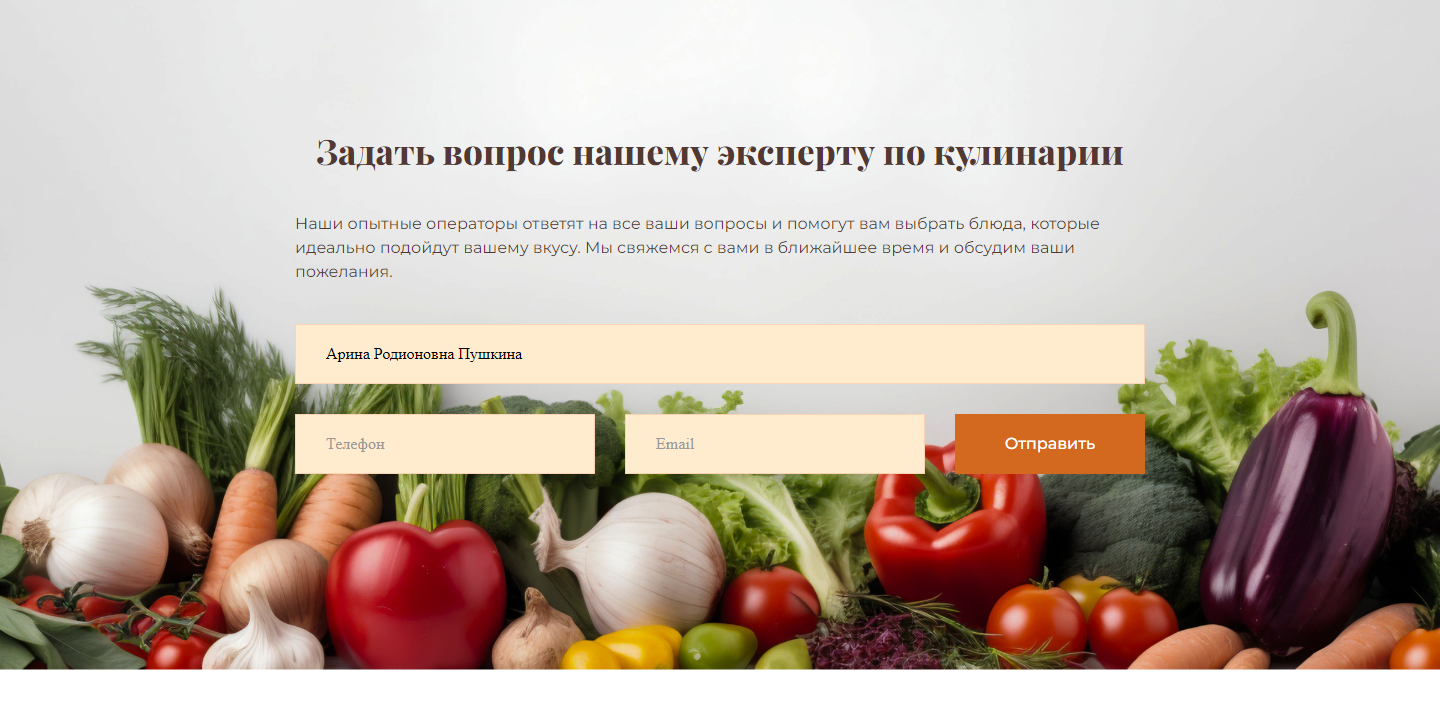 Задать вопрос нашему эксперту по кулинарии
Наши опытные операторы ответят на все ваши вопросы и помогут вам выбрать блюда, которые
идеально подойдут вашему вкусу. Мы свяжемся с вами в ближайшее время и обсудим ваши
пожелания.
Арина Родионовна Пушкина
Телефон
Email
Отправить